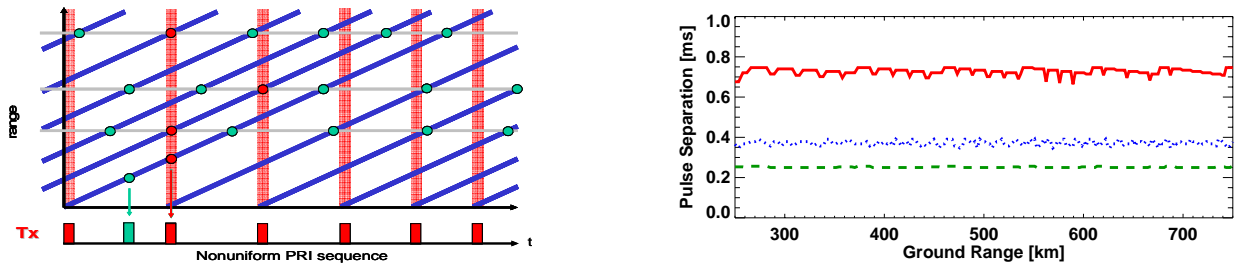 range
Tx
t
Nonuniform PRI sequence
Pulse Separation [ms]
1.0
0.8
0.6
0.4
0.2
0.0
300 400 500 600 700
Ground Range [km]